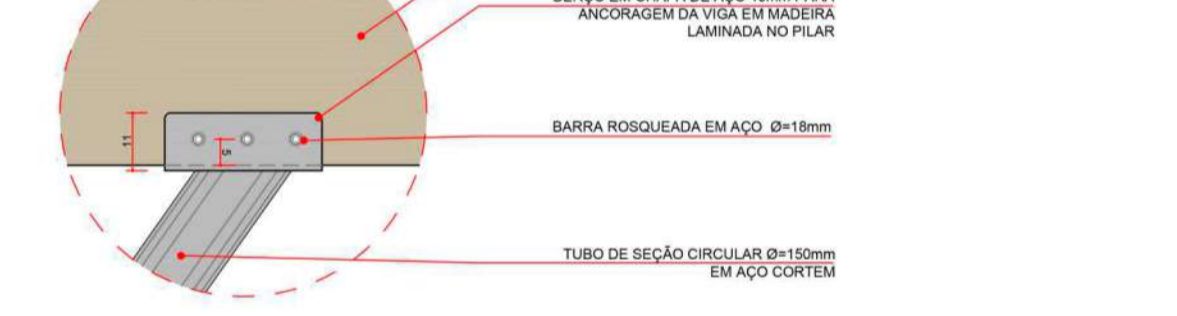 ANCORAGEM DA VIGA EM MADEIRA
LAMINADA NO PILAR
BARRA ROSQUEADA EM AÇO Ø=18mm
11
5
TUBO DE SEÇÃO CIRCULAR Ø=150mm
EM AÇO CORTEM